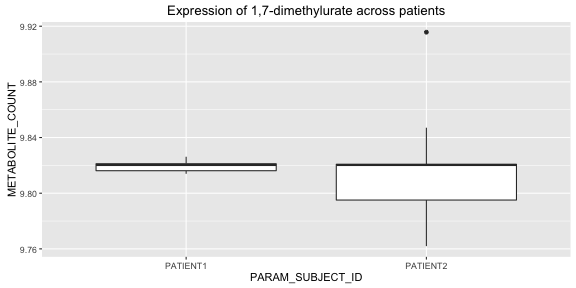 Expression of 1,7-dimethylurate across patients
METABOLITE_COUNT
9.92
9.88
9.84
9.80
9.76
PATIENT1 PATIENT2
PARAM_SUBJECT_ID